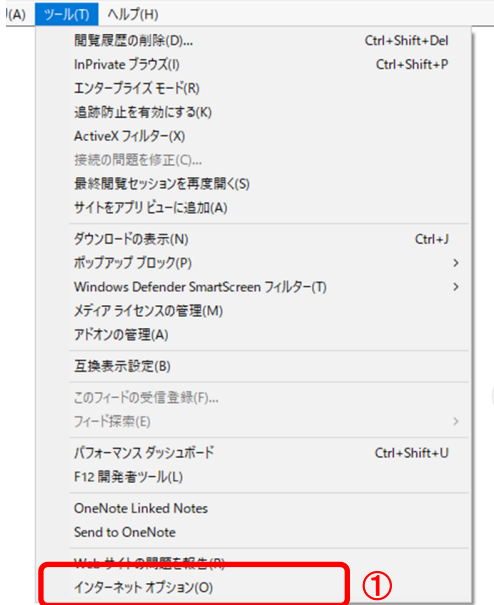 (A) ツール(T) ヘルプ(H)
閲覧履歴の削除(D)... Ctrl+Shift+Del
InPrivate ブラウズ(I) Ctrl+Shift+P
エンタープライズ モード(R)
追跡防止を有効にする(K)
ActiveX フィルター(X)
接続の問題を修正(C)...
最終閲覧セッションを再度開く(S)
サイトをアプリ ビューに追加(A)
ダウンロードの表示(N) Ctrl+J
ポップアップ ブロック(P)
Windows Defender SmartScreen フィルター(T)
メディア ライセンスの管理(M)
アドオンの管理(A)
互換表示設定(B)
このフィードの受信登録(F)...
フィード探索(E)
パフォーマンス ダッシュボード Ctrl+Shift+U
F12 開発者ツール(L)
OneNote Linked Notes
Send to OneNote
Web サイトの問題を報告(R)
インターネット オプション(O) ①